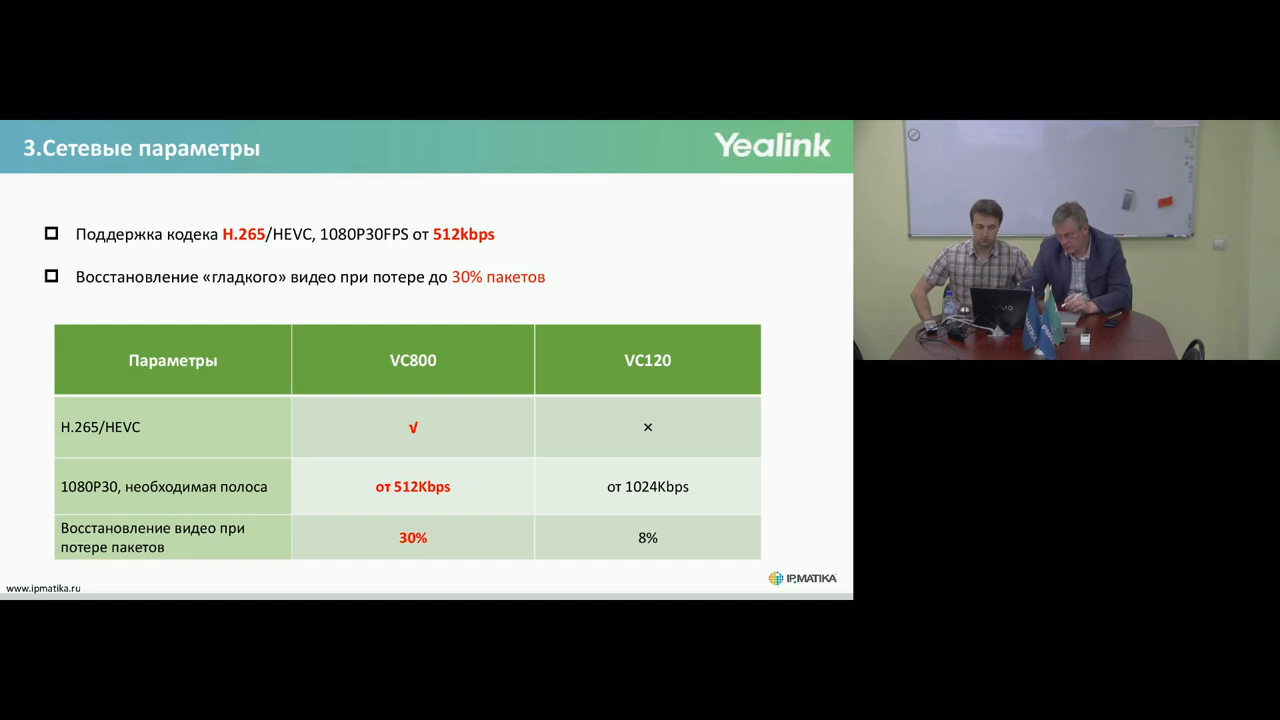 3.Сетевые параметры
Yealink
Поддержка кодека H.265/HEVC, 1080P30FPS от 512kbps
Восстановление «гладкого» видео при потере до 30% пакетов
Параметры VC800 VC120
H.265/HEVC √ ×
1080P30, необходимая полоса от 512Kbps от 1024Kbps
Восстановление видео при
потере пакетов 30% 8%
www.ipmatika.ru
IPMATIKA